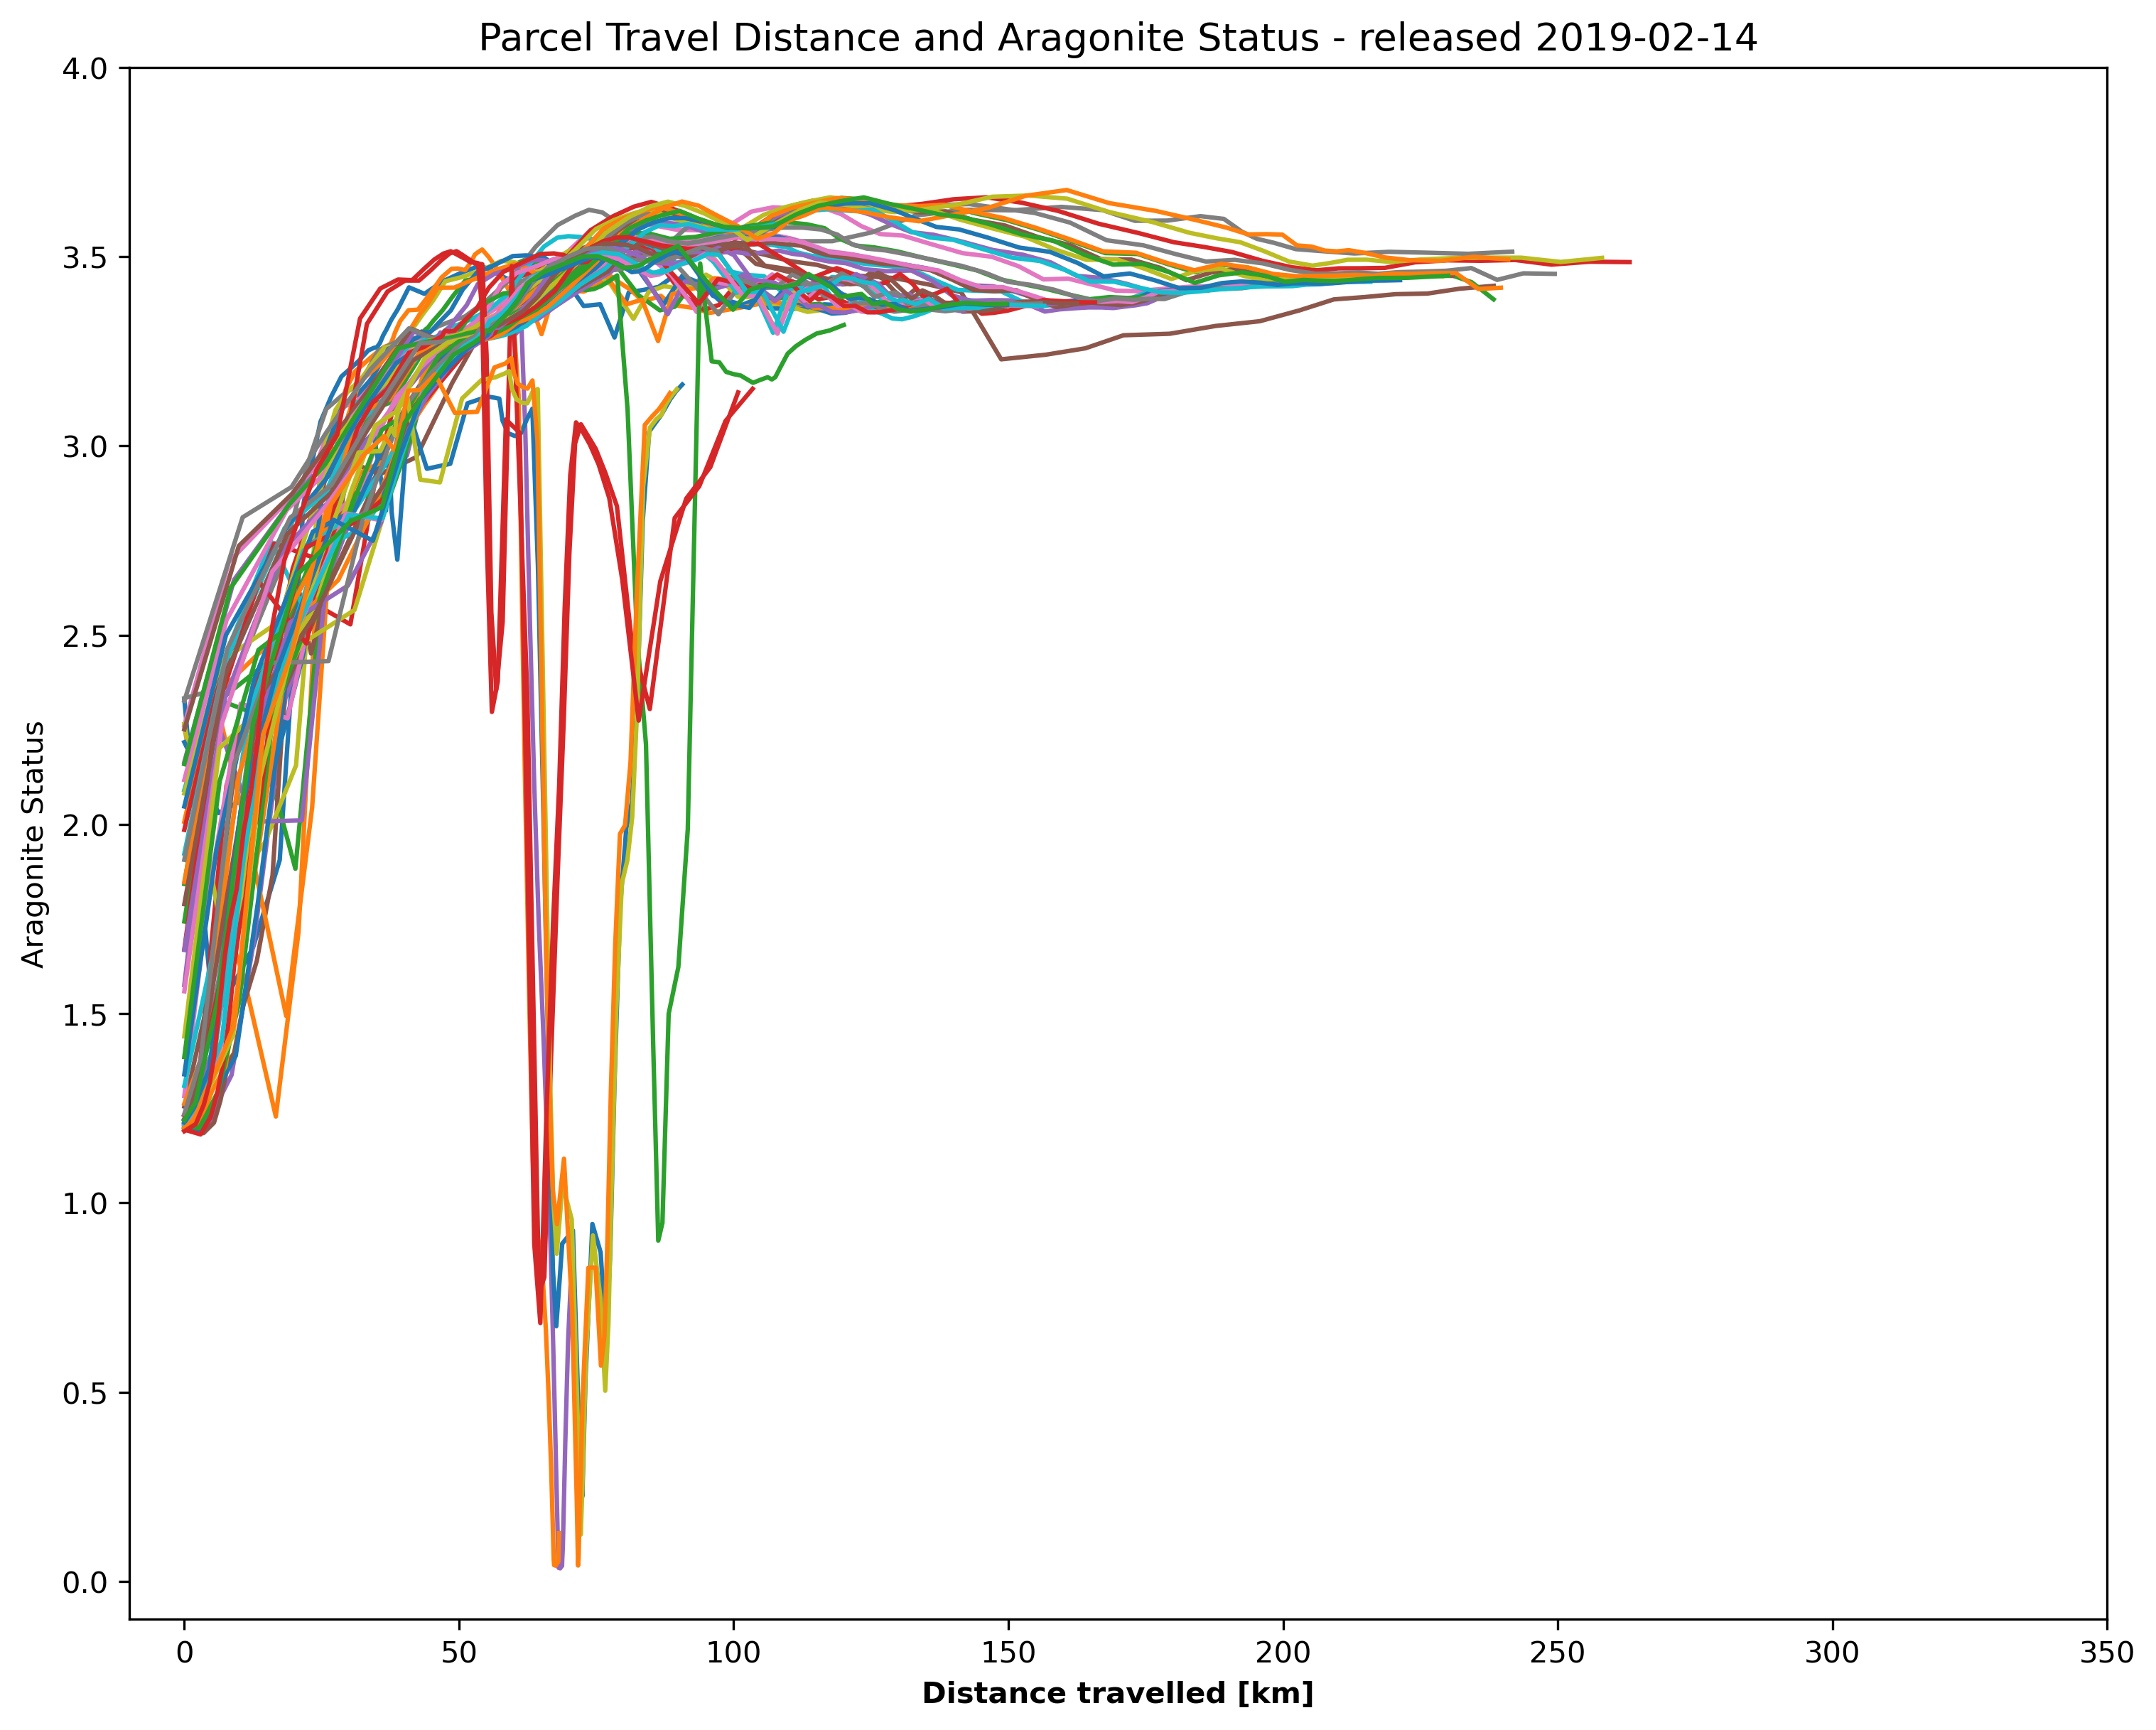 Parcel Travel Distance and Aragonite Status - released 2019-02-14
4.0
3.5
3.0
2.5
2.0
1.5
1.0
0.5
0.0
Aragonite Status
0 50 100 150 200 250 300 350
Distance travelled [km]